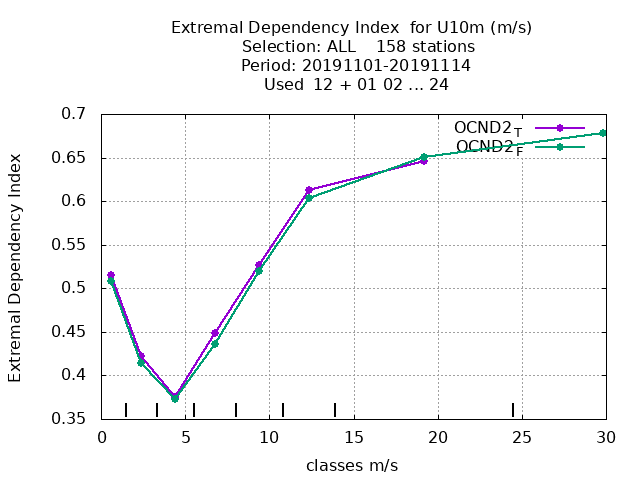 Extremal Dependency Index  for U10m (m/s)
Selection: ALL    158 stations
Period: 20191101-20191114
Used  12 + 01 02 ... 24
OCND2_T
OCND2_F
0.7
0.65
0.6
0.55
0.5
0.45
0.4
0.35
Extremal Dependency Index
0 5 10 15 20 25 30
classes m/s